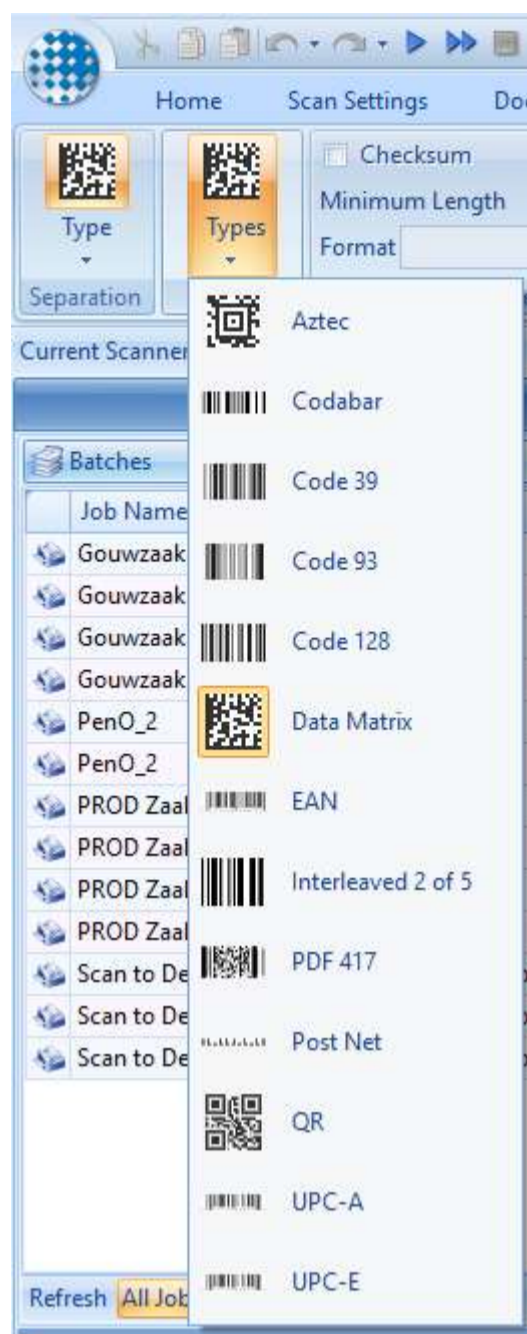 Home Scan Settings Do
Checksum
Minimum Length
Format
Type
Types
Separation
Current Scanner
Batches
Job Name
Gouwzaak
Gouwzaak
Gouwzaak
Gouwzaak
PenO_2
PenO_2
PROD Zaal
PROD Zaal
PROD Zaal
PROD Zaal
Scan to De
Scan to De
Scan to De
Refresh All Job
Aztec
Codabar
Code 39
Code 93
Code 128
Data Matrix
EAN
Interleaved 2 of 5
PDF 417
Post Net
QR
UPC-A
UPC-E